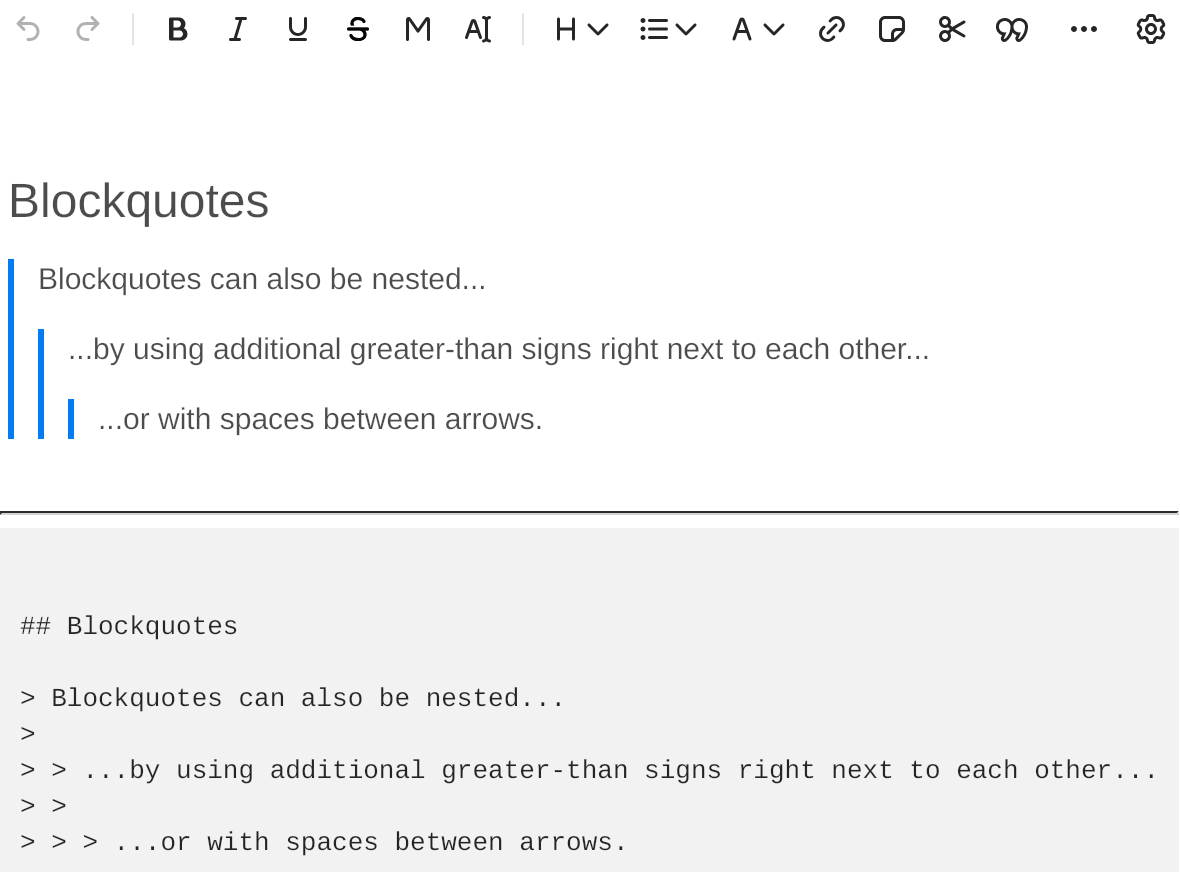 Blockquotes
Blockquotes can also be nested...
...by using additional greater-than signs right next to each other...
...or with spaces between arrows.
## Blockquotes
> Blockquotes can also be nested...
>
> > ...by using additional greater-than signs right next to each other...
> >
> > > ...or with spaces between arrows.